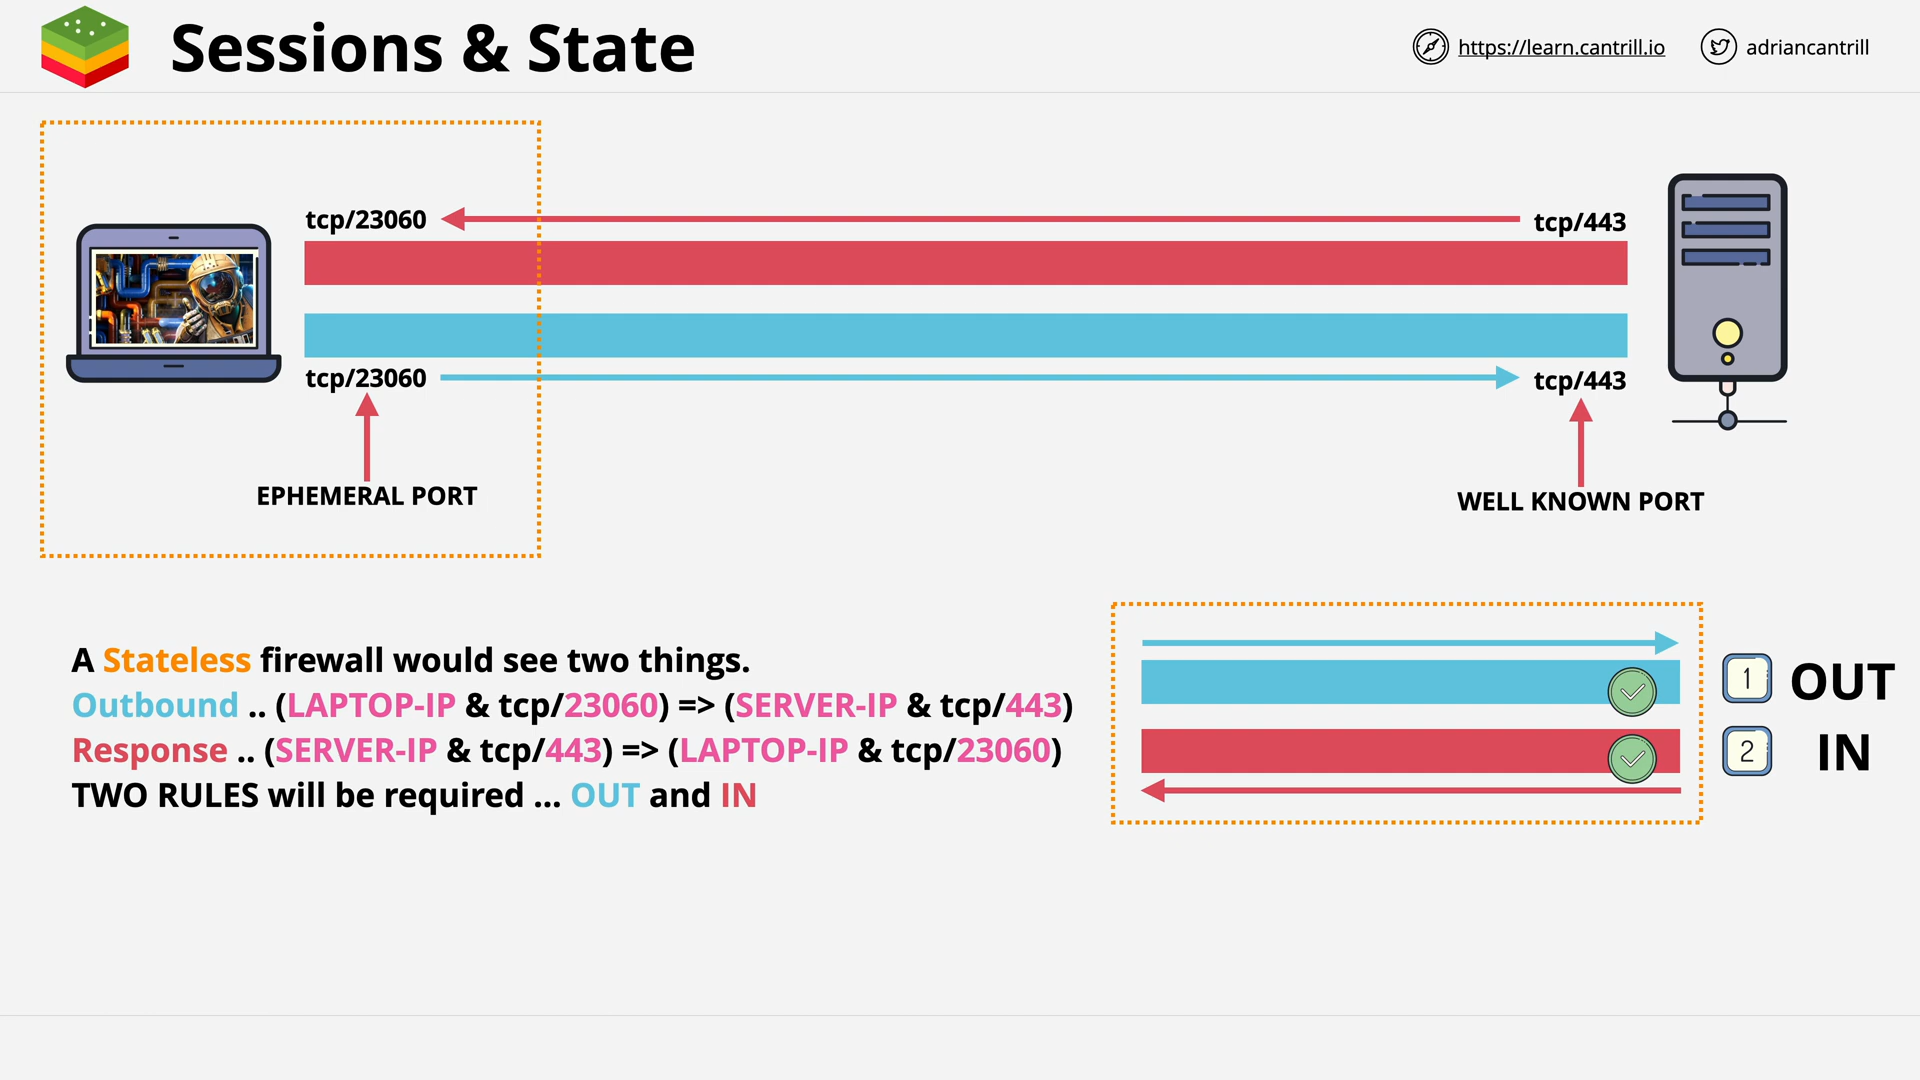 Sessions & State
https://learn.cantrill.io
adriancantrill
tcp/23060
tcp/443
tcp/23060
tcp/443
EPHEMERAL PORT
WELL KNOWN PORT
A Stateless firewall would see two things.
Outbound .. (LAPTOP-IP & tcp/23060) => (SERVER-IP & tcp/443)
Response .. (SERVER-IP & tcp/443) => (LAPTOP-IP & tcp/23060)
TWO RULES will be required ... OUT and IN
1 OUT
2 IN